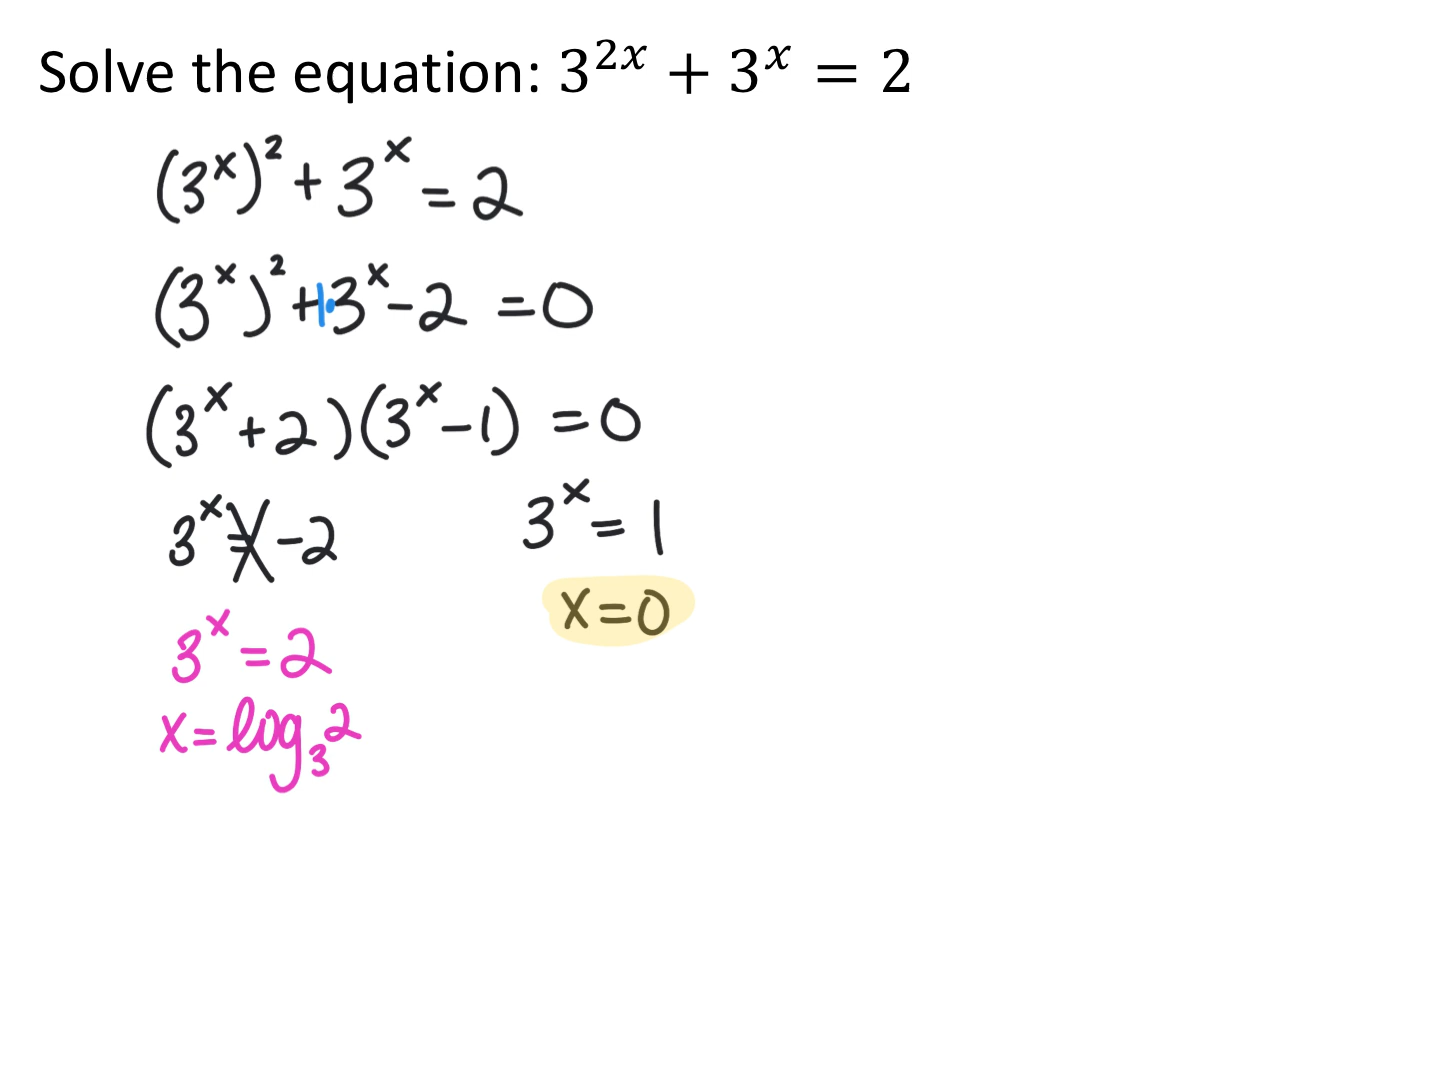 Solve the equation: 3^{2x} + 3^x = 2
(3^x)^2 + 3^x = 2
(3^x)^2 + 1·3^x - 2 = 0
(3^x + 2)(3^x - 1) = 0
3^x ≠ -2 3^x = 1
x = 0
3^x = 2
x = log_3 2